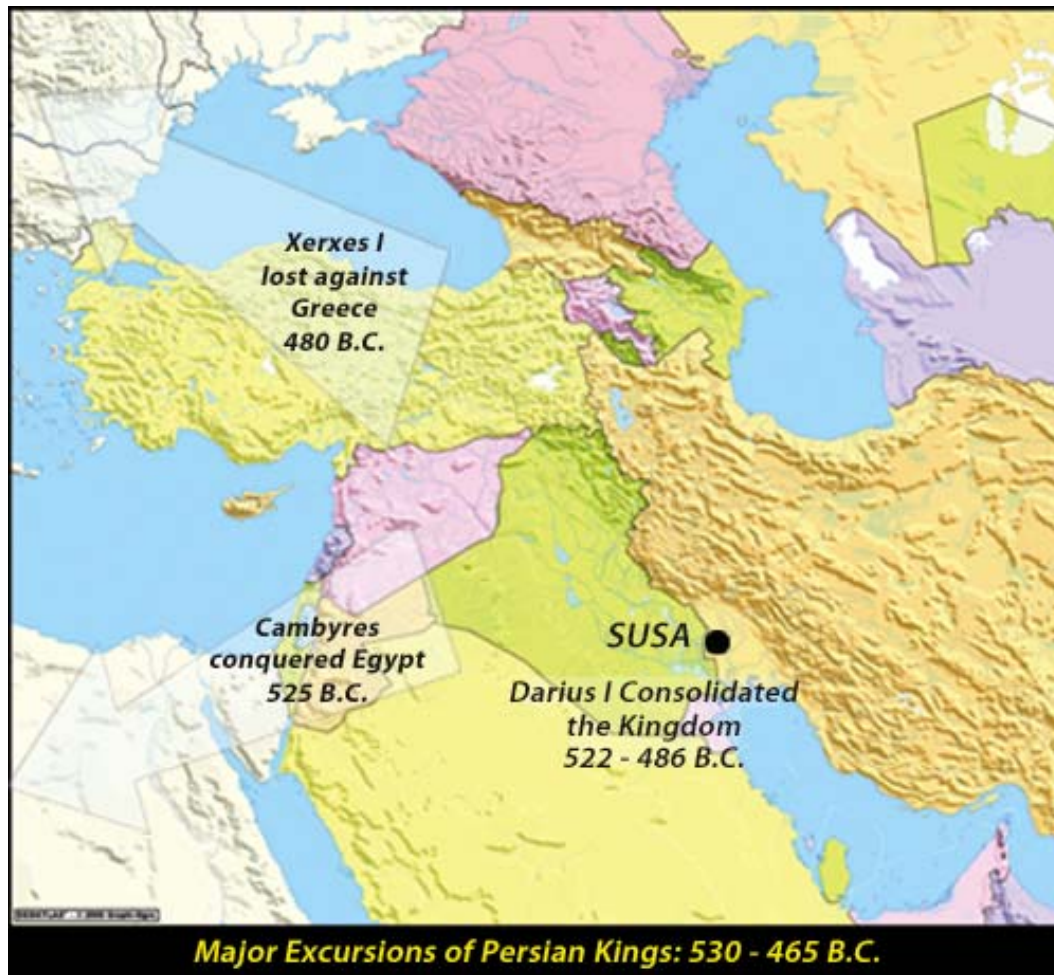 Xerxes I
lost against
Greece
480 B.C.
Cambyres
conquered Egypt
525 B.C.
SUSA
Darius I Consolidated
the Kingdom
522 - 486 B.C.
Major Excursions of Persian Kings: 530 - 465 B.C.